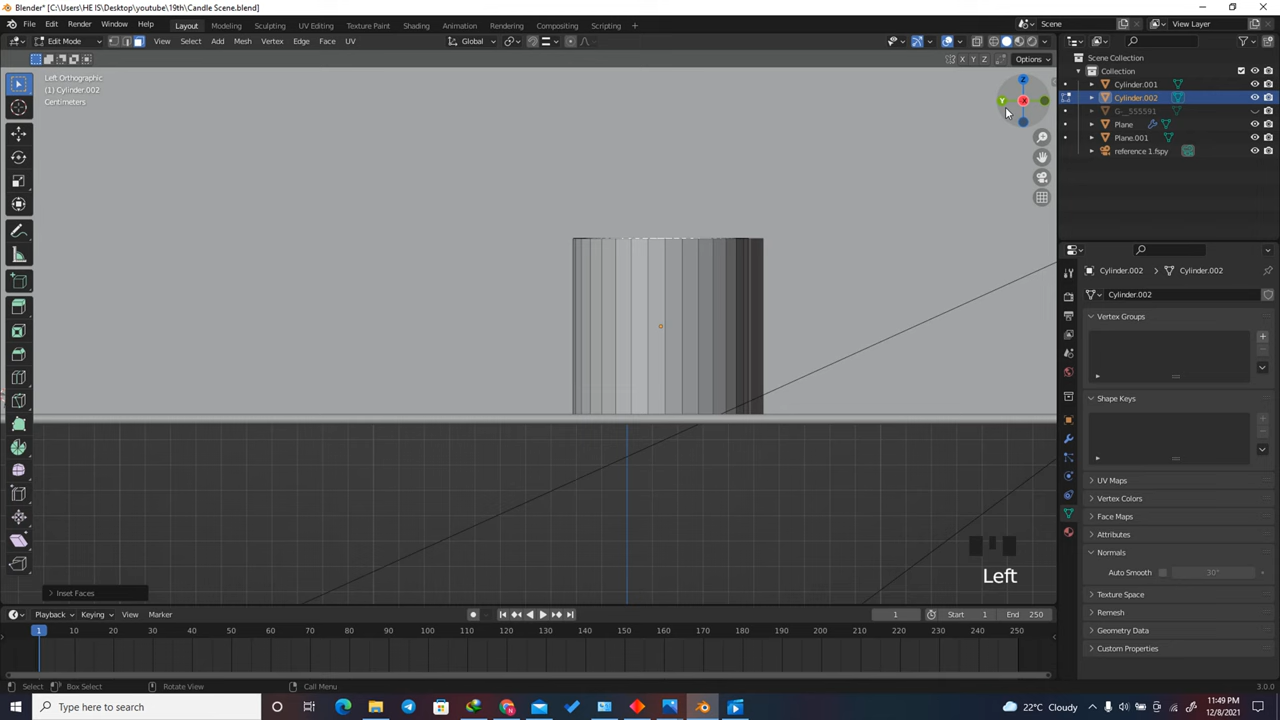 Blender* [C:\Users\HE IS\Desktop\youtube\19th\Candle Scene.blend]
File Edit Render Window Help Layout Modeling Sculpting UV Editing Texture Paint Shading Animation Rendering Compositing Scripting + Scene View Layer
Edit Mode View Select Add Mesh Vertex Edge Face UV Global
X Y Z Options
Left Orthographic
(1) Cylinder.002
Centimeters
Z
Y X
Scene Collection
Collection
Cylinder.001
Cylinder.002
G-__555591
Plane
Plane.001
reference 1.fspy
Cylinder.002 > Cylinder.002
Cylinder.002
Vertex Groups
Shape Keys
UV Maps
Vertex Colors
Face Maps
Attributes
Normals
Auto Smooth 30°
Texture Space
Remesh
Geometry Data
Custom Properties
Left
> Inset Faces
Playback Keying View Marker 1 Start 1 End 250
1 10 20 30 40 50 60 70 80 90 100 110 120 130 140 150 160 170 180 190 200 210 220 230 240 250
Select Box Select Rotate View Call Menu 3.0.0
Type here to search 22°C Cloudy ENG 11:49 PM
12/8/2021